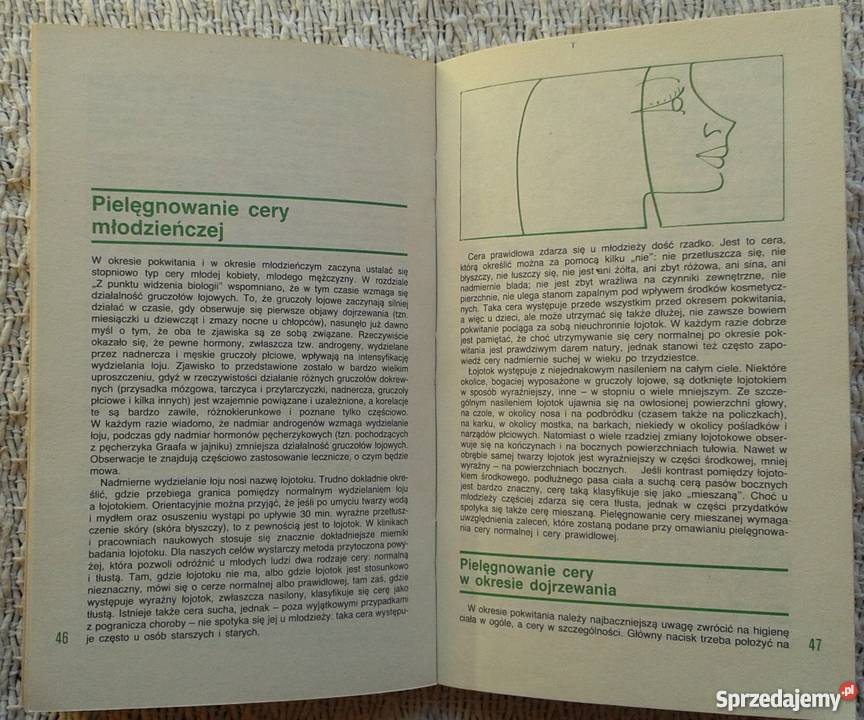 Pielęgnowanie cery
młodzieńczej
W okresie pokwitania i w okresie młodzieńczym zaczyna ustalać się
stopniowo typ cery młodej kobiety, młodego mężczyzny. W rozdziale
„Z punktu widzenia biologii” wspomniano, że w tym czasie wzmaga się
działalność gruczołów łojowych. To, że gruczoły łojowe zaczynają silniej
działać w czasie, gdy obserwuje się pierwsze objawy dojrzewania (tzn.
miesiączki u dziewcząt i zmazy nocne u chłopców), nasunęło już dawno
myśl o tym, że oba te zjawiska są ze sobą związane. Rzeczywiście
okazało się, że pewne hormony, zwłaszcza tzw. androgeny, wydzielane
przez nadnercza i męskie gruczoły płciowe, wpływają na intensyfikację
wydzielania łoju. Zjawisko to przedstawione zostało w bardzo wielkim
uproszczeniu, gdyż w rzeczywistości działanie różnych gruczołów dokrew-
nych (przysadka mózgowa, tarczyca i przytarczyczki, nadnercza, gruczoły
płciowe i kilka innych) jest wzajemnie powiązane i uzależnione, a korelacje
te są bardzo zawiłe, różnokierunkowe i poznane tylko częściowo.
W każdym razie wiadomo, że nadmiar androgenów wzmaga wydzielanie
łoju, podczas gdy nadmiar hormonów pęcherzykowych (tzn. pochodzących
z pęcherzyka Graafa w jajniku) zmniejsza działalność gruczołów łojowych.
Obserwacje te znajdują częściowo zastosowanie lecznicze, o czym będzie
mowa.
Nadmierne wydzielanie łoju nosi nazwę łojotoku. Trudno dokładnie okre-
ślić, gdzie przebiega granica pomiędzy normalnym wydzielaniem łoju
a łojotokiem. Orientacyjnie można przyjąć, że jeśli po umyciu twarzy wodą
i mydłem oraz osuszeniu wystąpi po upływie 30 min. wyraźne przetłusz-
czenie skóry (skóra błyszczy), to z pewnością jest to łojotok. W klinikach
i pracowniach naukowych stosuje się znacznie dokładniejsze mierniki
badania łojotoku. Dla naszych celów wystarczy metoda przytoczona powy-
żej, która pozwoli odróżnić u młodych ludzi dwa rodzaje cery: normalną
i tłustą. Tam, gdzie łojotoku nie ma, albo gdzie łojotok jest stosunkowo
nieznaczny, mówi się o cerze normalnej albo prawidłowej, tam zaś, gdzie
występuje wyraźny łojotok, zwłaszcza nasilony, klasyfikuje się cerę jako
tłustą. Istnieje także cera sucha, jednak – poza wyjątkowymi przypadkami
z pogranicza choroby – nie spotyka się jej u młodzieży: taka cera występu-
je często u osób starszych i starych.
46
Cera prawidłowa zdarza się u młodzieży dość rzadko. Jest to cera,
którą określić można za pomocą kilku „nie”: nie przetłuszcza się, nie
błyszczy, nie łuszczy się, nie jest ani żółta, ani zbyt różowa, ani sina, ani
nadmiernie blada; nie jest zbyt wrażliwa na czynniki zewnętrzne, nie
pierzchnie, nie ulega stanom zapalnym pod wpływem środków kosmetycz-
nych. Taka cera występuje przede wszystkim przed okresem pokwitania,
a więc u dzieci, ale może utrzymać się także dłużej, nie zawsze bowiem
pokwitanie pociąga za sobą nieuchronnie łojotok. W każdym razie dobrze
jest pamiętać, że choć utrzymywanie się cery normalnej po okresie pok-
witania jest prawdziwym darem natury, jednak stanowi też często zapo-
wiedź cery nadmiernie suchej w wieku po trzydziestce.
Łojotok występuje z niejednakowym nasileniem na całym ciele. Niektóre
okolice, bogaciej wyposażone w gruczoły łojowe, są dotknięte łojotokiem
w sposób wyraźniejszy, inne – w stopniu o wiele mniejszym. Ze szcze-
gólnym nasileniem łojotok ujawnia się na owłosionej powierzchni głowy,
na czole, w okolicy nosa i na podbródku (czasem także na policzkach),
na karku, w okolicy mostka, na barkach, niekiedy w okolicy pośladków i
narządów płciowych. Natomiast o wiele rzadziej zmiany łojotokowe obser-
wuje się na kończynach i na bocznych powierzchniach tułowia. Nawet w
obrębie samej twarzy łojotok jest wyraźniejszy w części środkowej, mniej
wyraźny – na powierzchniach bocznych. Jeśli kontrast pomiędzy łojoto-
kiem środkowego, podłużnego pasa ciała a suchą cerą pasów bocznych
jest bardzo znaczny, cerę taką klasyfikuje się jako „mieszaną”. Choć u
młodzieży częściej zdarza się cera tłusta, jednak w części przydatków
spotyka się także cerę mieszaną. Pielęgnowanie cery mieszanej wymaga
uwzględnienia zaleceń, które zostaną podane przy omawianiu pielęgnowa-
nia cery normalnej i cery prawidłowej.
Pielęgnowanie cery
w okresie dojrzewania
W okresie pokwitania należy najbaczniejszą uwagę zwrócić na higienę
ciała w ogóle, a cery w szczególności. Główny nacisk trzeba położyć na
47
Sprzedajemy.pl